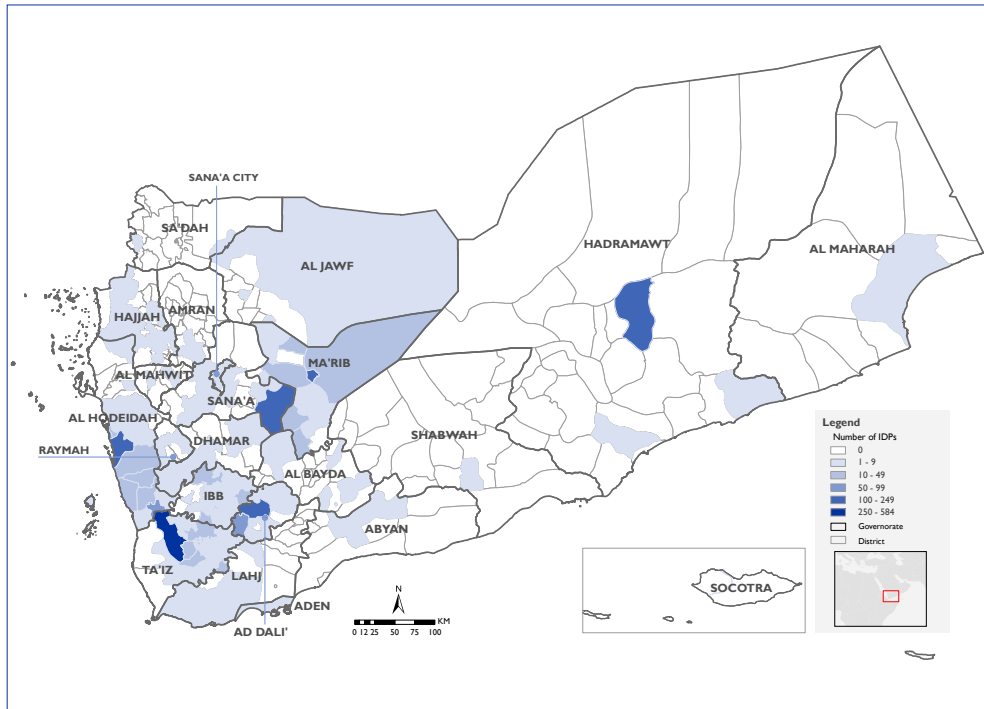 SANA'A CITY
SA'DAH
HADRAMAWT
AL MAHARAH
AL JAWF
HAJJAH
AMRAN
MA'RIB
AL MAHWIT
SANA'A
AL HODEIDAH
DHAMAR
SHABWAH
RAYMAH
AL BAYDA
IBB
ABYAN
TA'IZ
LAHJ
ADEN
AD DALI'
SOCOTRA
N
KM
0 12 25 50 75 100
Legend
Number of IDPs
0
1 - 9
10 - 49
50 - 99
100 - 249
250 - 584
Governorate
District